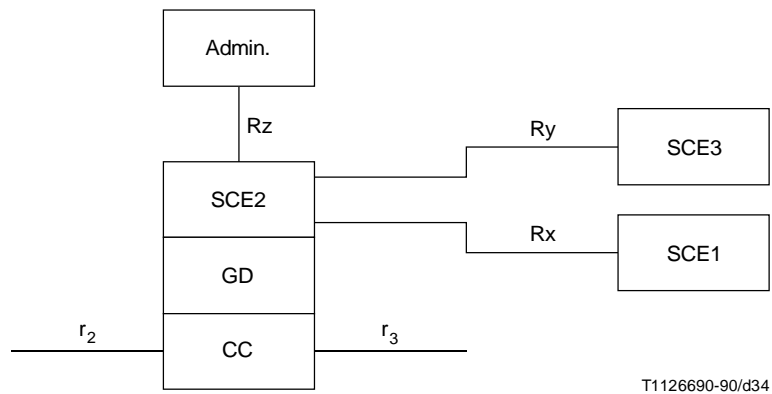 Admin.
Rz
Ry
SCE3
SCE2
Rx
SCE1
GD
r2
CC
r3
T1126690-90/d34